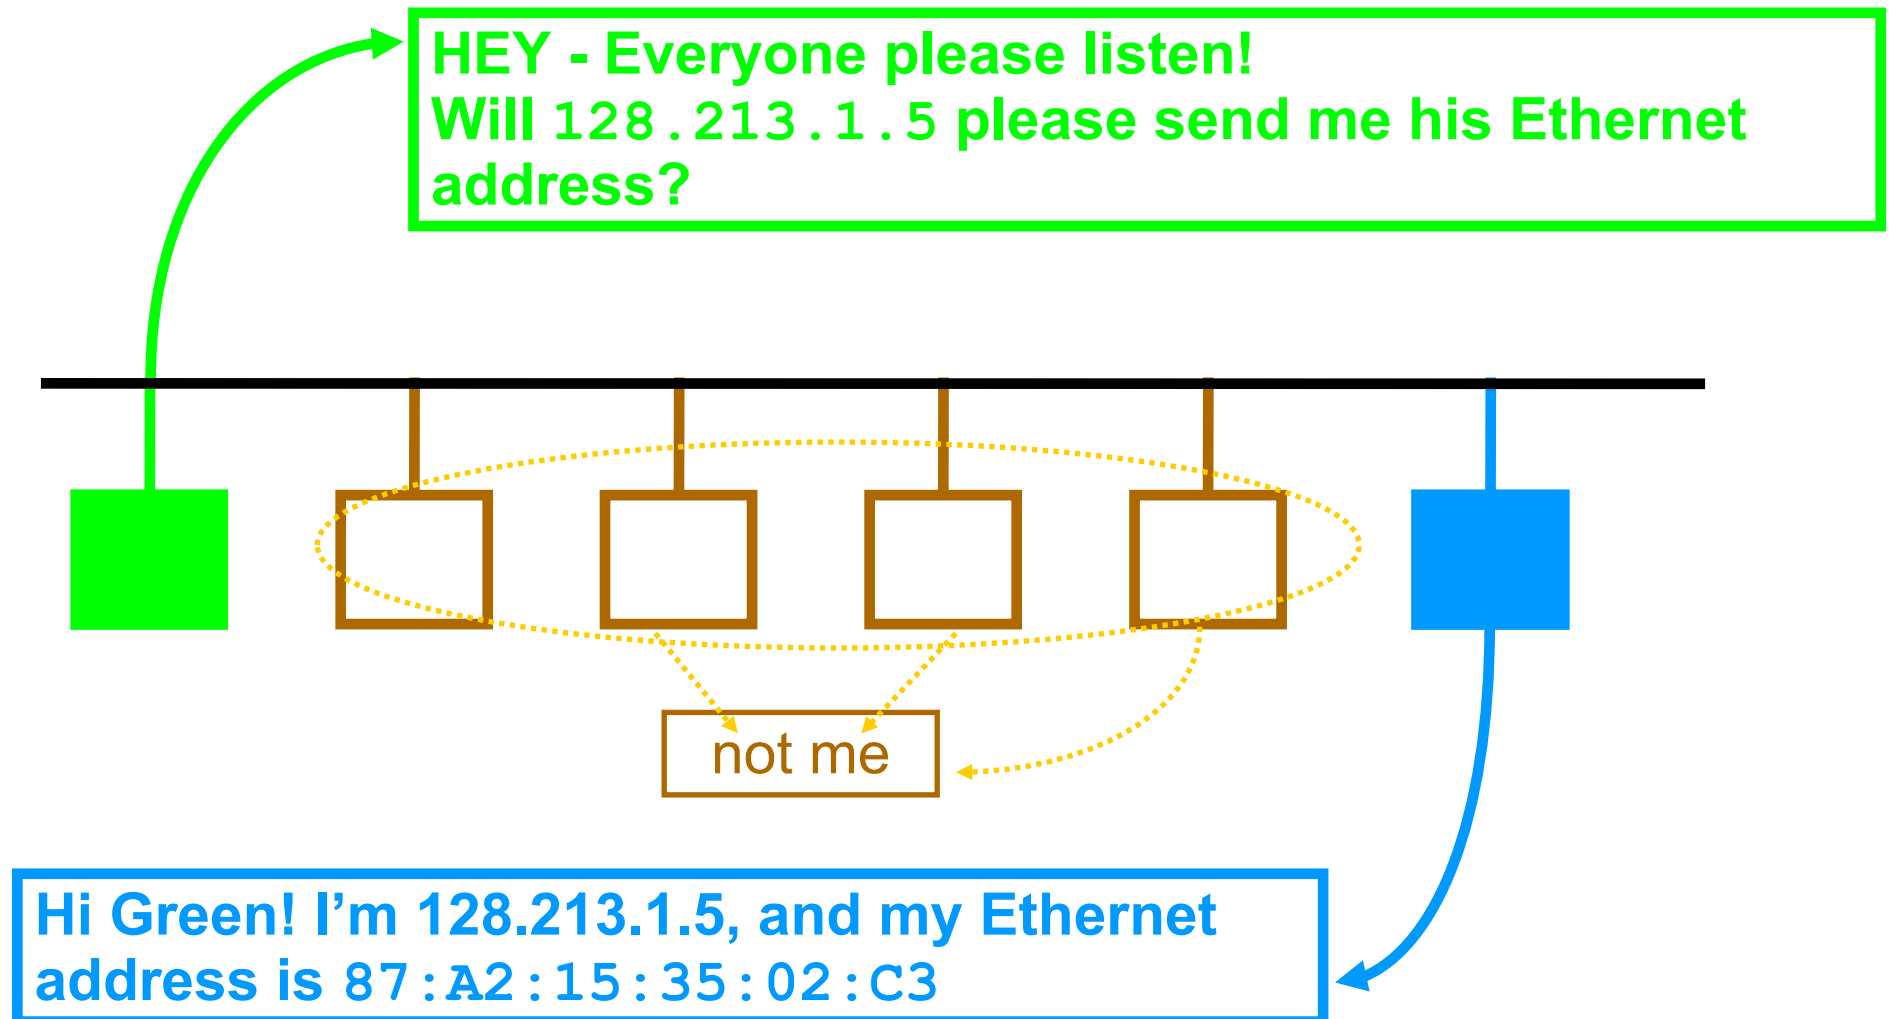 HEY - Everyone please listen!
Will 128.213.1.5 please send me his Ethernet
address?
not me
Hi Green! I’m 128.213.1.5, and my Ethernet
address is 87:A2:15:35:02:C3